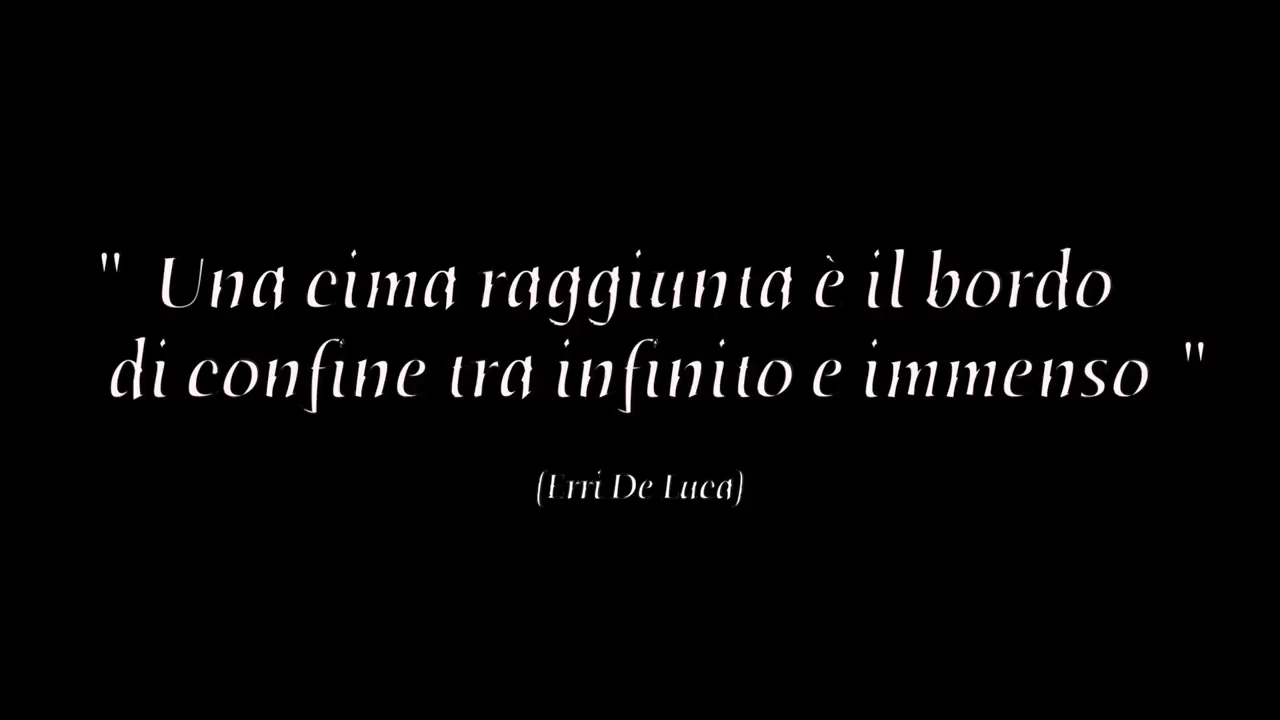 " Una cima raggiunta è il bordo
di confine tra infinito e immenso "
(Erri De Luca)